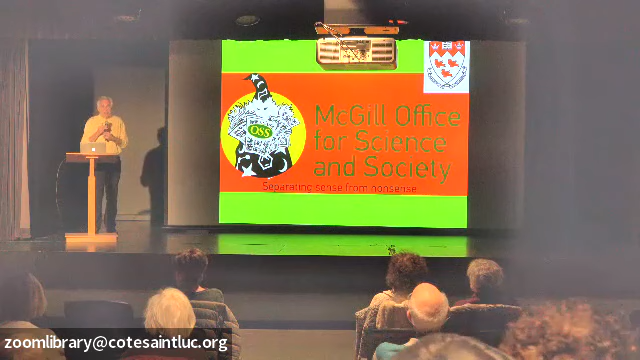 McGill Office
for Science
and Society
OSS
Separating sense from nonsense
zoomlibrary@cotesaintluc.org